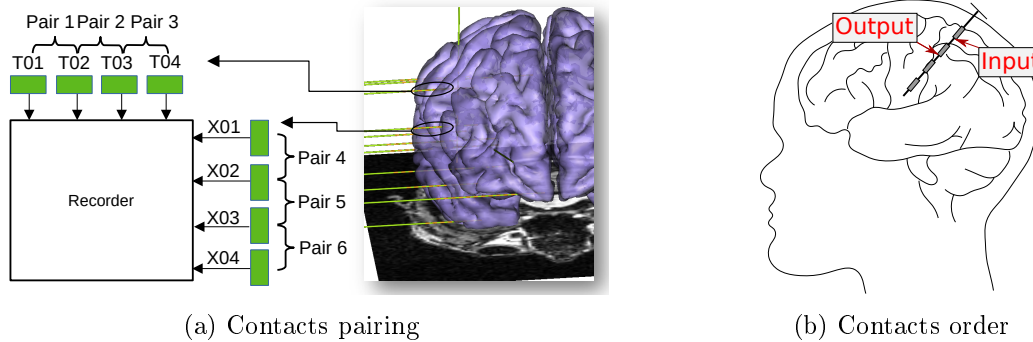 Pair 1 Pair 2 Pair 3
T01 T02 T03 T04
X01
Pair 4
X02
Recorder
Pair 5
X03
Pair 6
X04
Output
Input
(a) Contacts pairing
(b) Contacts order